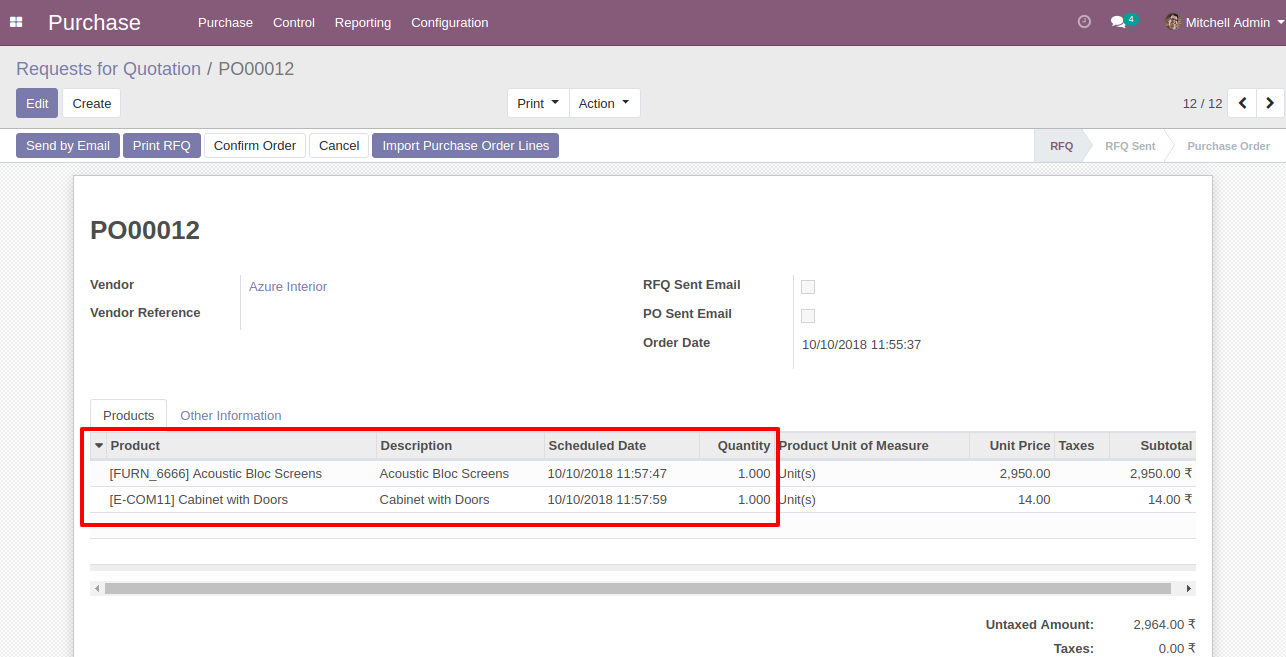 Purchase Purchase Control Reporting Configuration 4 Mitchell Admin
Requests for Quotation / PO00012
Edit Create Print Action 12 / 12
Send by Email Print RFQ Confirm Order Cancel Import Purchase Order Lines RFQ RFQ Sent Purchase Order
PO00012
Vendor Azure Interior RFQ Sent Email
Vendor Reference PO Sent Email
Order Date 10/10/2018 11:55:37
Products Other Information
Product Description Scheduled Date Quantity Product Unit of Measure Unit Price Taxes Subtotal
[FURN_6666] Acoustic Bloc Screens Acoustic Bloc Screens 10/10/2018 11:57:47 1.000 Unit(s) 2,950.00 2,950.00 ₹
[E-COM11] Cabinet with Doors Cabinet with Doors 10/10/2018 11:57:59 1.000 Unit(s) 14.00 14.00 ₹
Untaxed Amount: 2,964.00 ₹
Taxes: 0.00 ₹